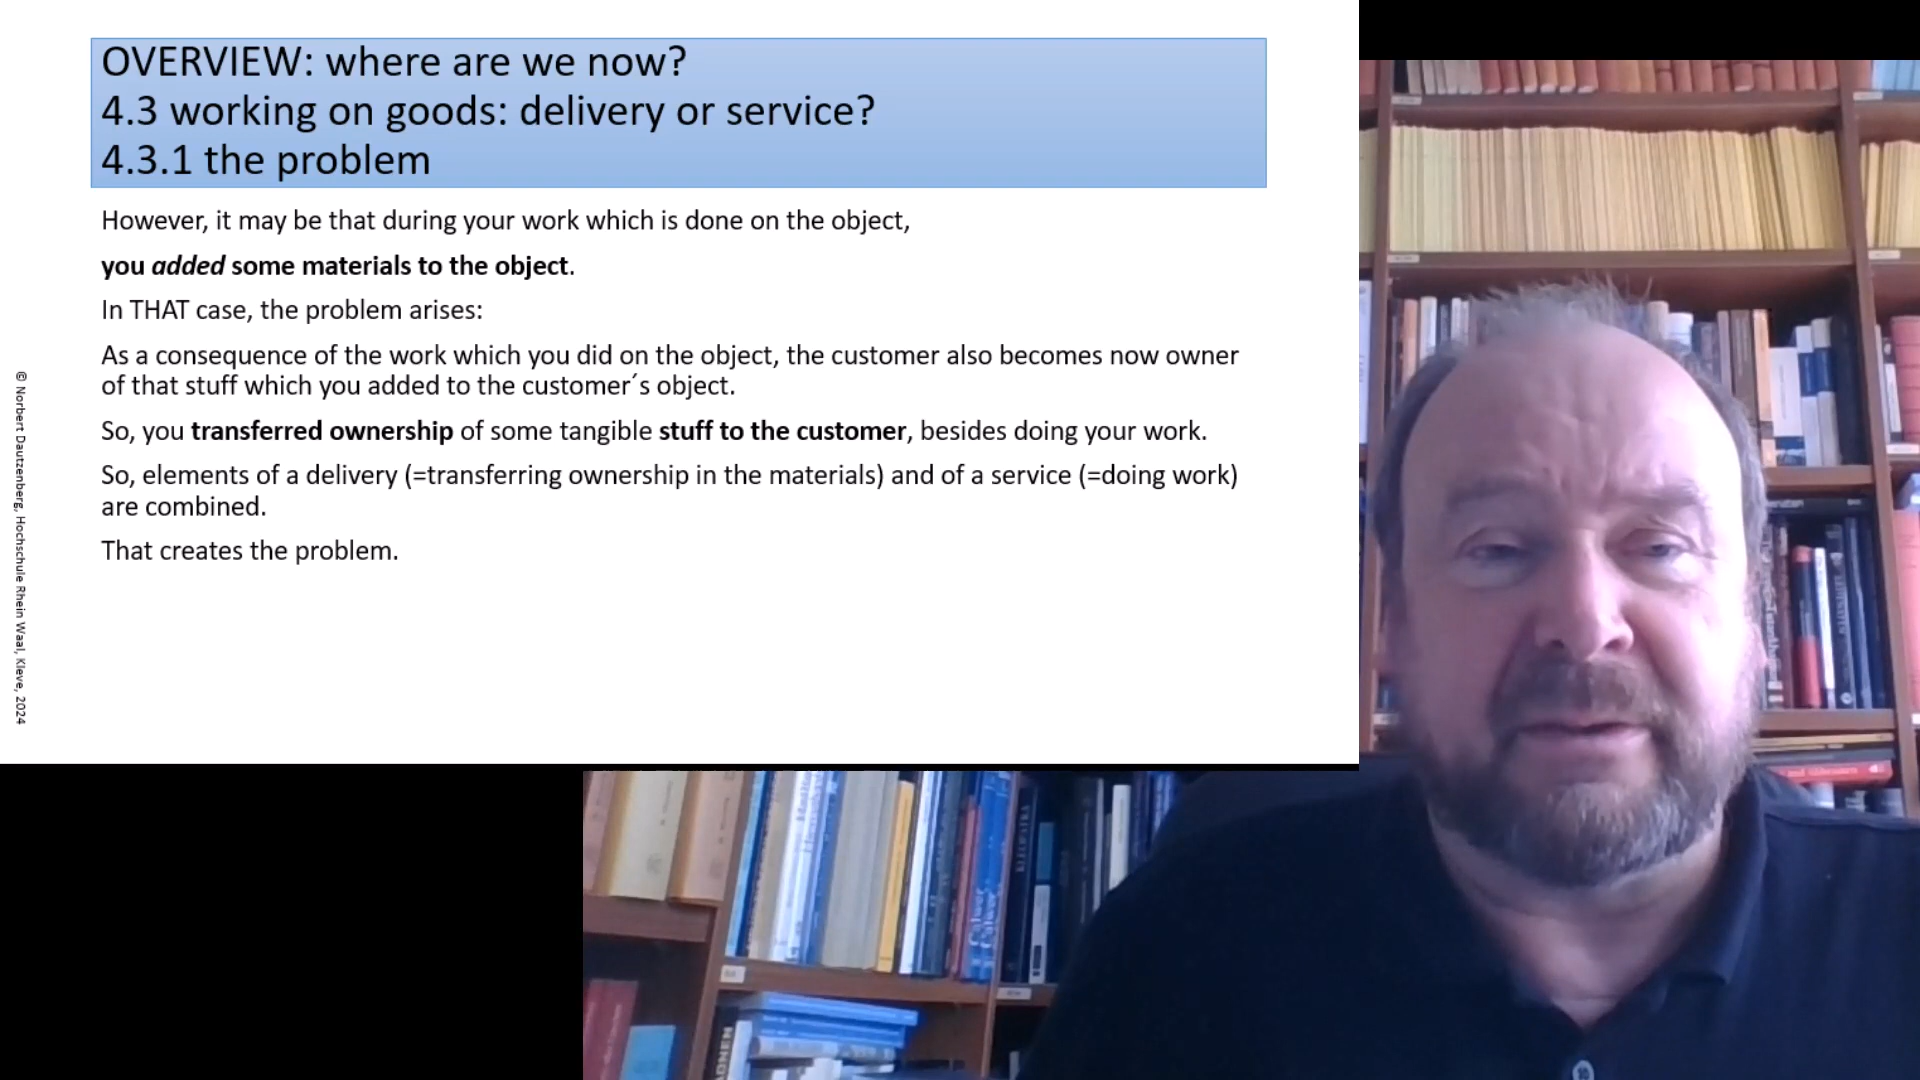 OVERVIEW: where are we now?
4.3 working on goods: delivery or service?
4.3.1 the problem
However, it may be that during your work which is done on the object,
you added some materials to the object.
In THAT case, the problem arises:
As a consequence of the work which you did on the object, the customer also becomes now owner
of that stuff which you added to the customer´s object.
So, you transferred ownership of some tangible stuff to the customer, besides doing your work.
So, elements of a delivery (=transferring ownership in the materials) and of a service (=doing work)
are combined.
That creates the problem.
© Norbert Dautzenberg, Hochschule Rhein Waal, Kleve, 2024